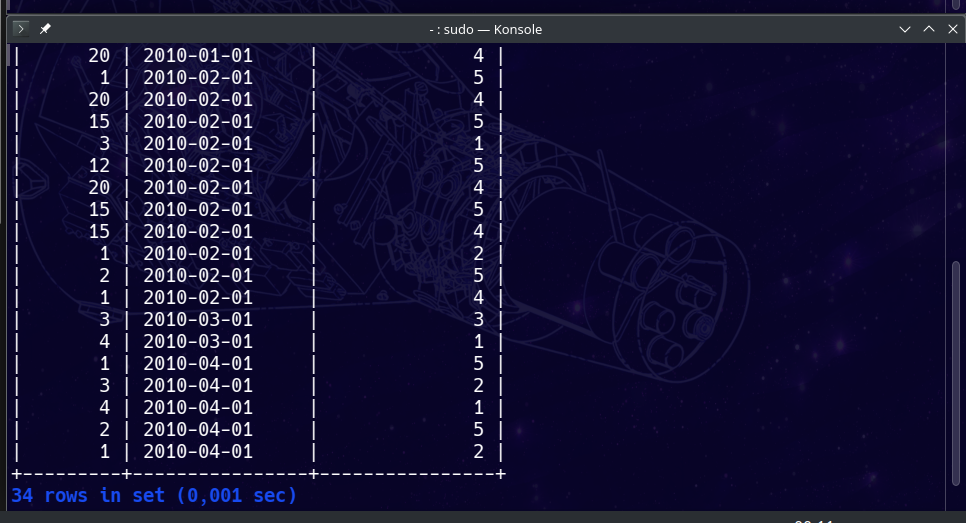 - : sudo — Konsole
| 20 | 2010-01-01 | 4 |
| 1 | 2010-02-01 | 5 |
| 20 | 2010-02-01 | 4 |
| 15 | 2010-02-01 | 5 |
| 3 | 2010-02-01 | 1 |
| 12 | 2010-02-01 | 5 |
| 20 | 2010-02-01 | 4 |
| 15 | 2010-02-01 | 5 |
| 15 | 2010-02-01 | 4 |
| 1 | 2010-02-01 | 2 |
| 2 | 2010-02-01 | 5 |
| 1 | 2010-02-01 | 4 |
| 3 | 2010-03-01 | 3 |
| 4 | 2010-03-01 | 1 |
| 1 | 2010-04-01 | 5 |
| 3 | 2010-04-01 | 2 |
| 4 | 2010-04-01 | 1 |
| 2 | 2010-04-01 | 5 |
| 1 | 2010-04-01 | 2 |
+---------+----------------+----------------+
34 rows in set (0,001 sec)